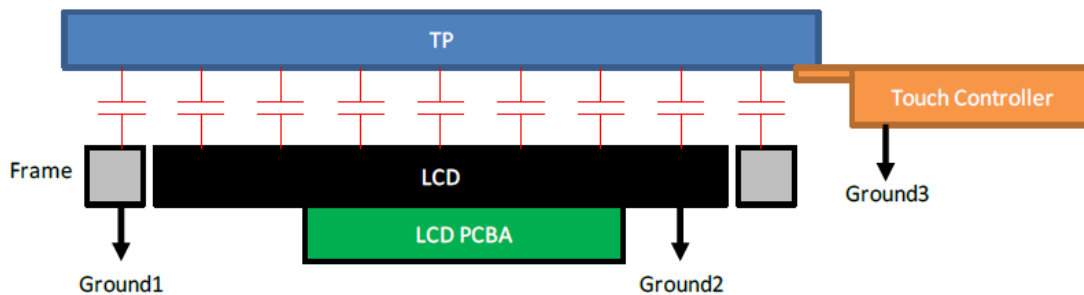 TP
Touch Controller
Frame
LCD
Ground3
LCD PCBA
Ground1
Ground2